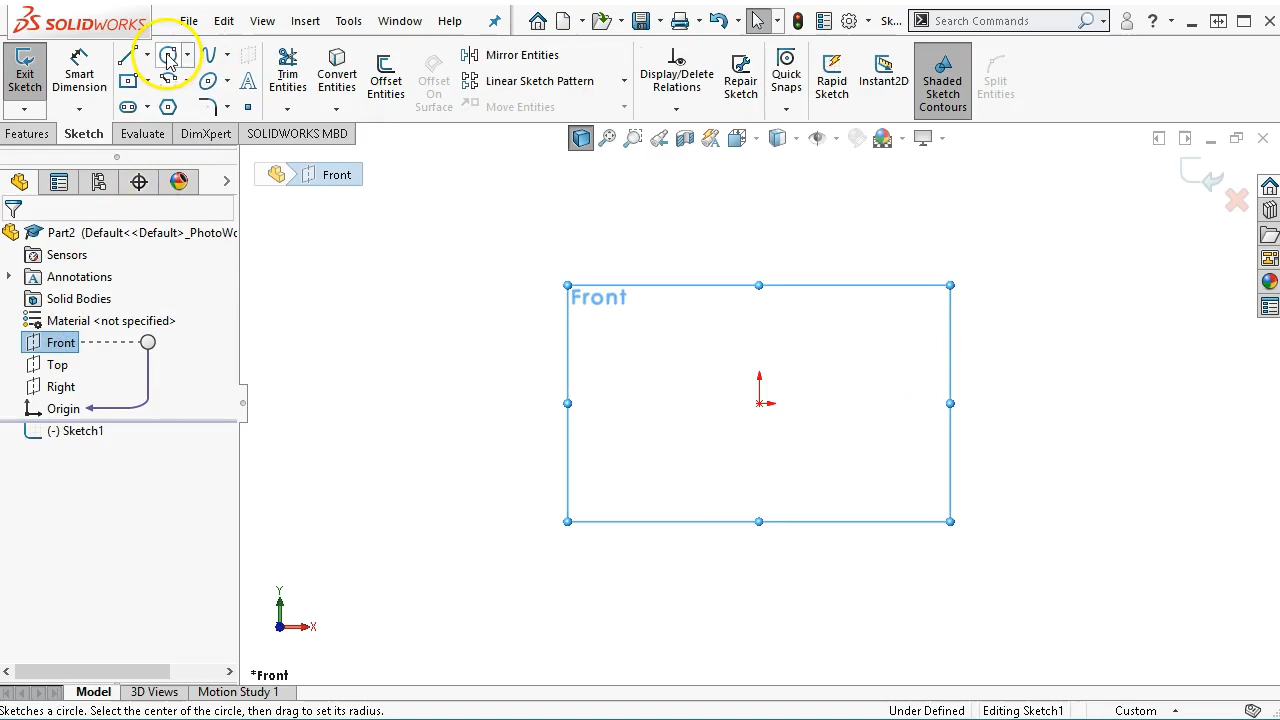 SOLIDWORKS File Edit View Insert Tools Window Help Sk... Search Commands ?
Exit Sketch
Smart Dimension
Trim Entities
Convert Entities
Offset Entities
Offset On Surface
Mirror Entities
Linear Sketch Pattern
Move Entities
Display/Delete Relations
Repair Sketch
Quick Snaps
Rapid Sketch
Instant2D
Shaded Sketch Contours
Split Entities
Features Sketch Evaluate DimXpert SOLIDWORKS MBD
Front
Part2 (Default<<Default>_PhotoWo
Sensors
Annotations
Solid Bodies
Material <not specified>
Front
Top
Right
Origin
(-) Sketch1
Front
Y
X
*Front
Model 3D Views Motion Study 1
Sketches a circle. Select the center of the circle, then drag to set its radius. Under Defined Editing Sketch1 Custom